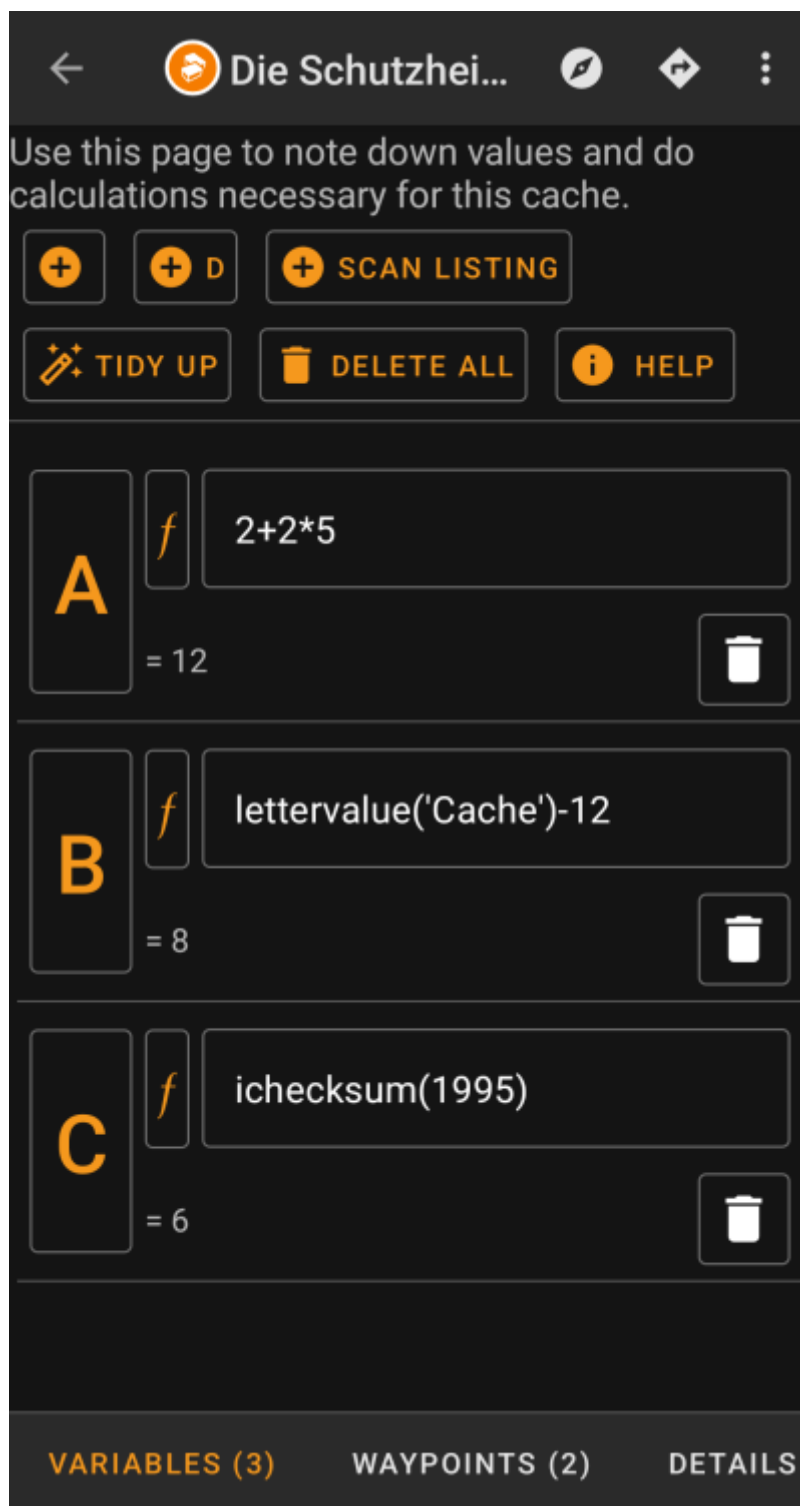 Die Schutzhei...
Use this page to note down values and do
calculations necessary for this cache.
D
SCAN LISTING
TIDY UP
DELETE ALL
HELP
A
f
2+2*5
= 12
B
f
lettervalue('Cache')-12
= 8
C
f
ichecksum(1995)
= 6
VARIABLES (3)
WAYPOINTS (2)
DETAILS